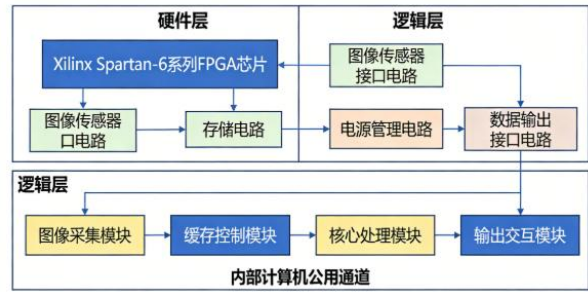 硬件层
逻辑层
Xilinx Spartan-6系列FPGA芯片
图像传感器
接口电路
图像传感器
口电路
存储电路
电源管理电路
数据输出
接口电路
逻辑层
图像采集模块
缓存控制模块
核心处理模块
输出交互模块
内部计算机公用通道